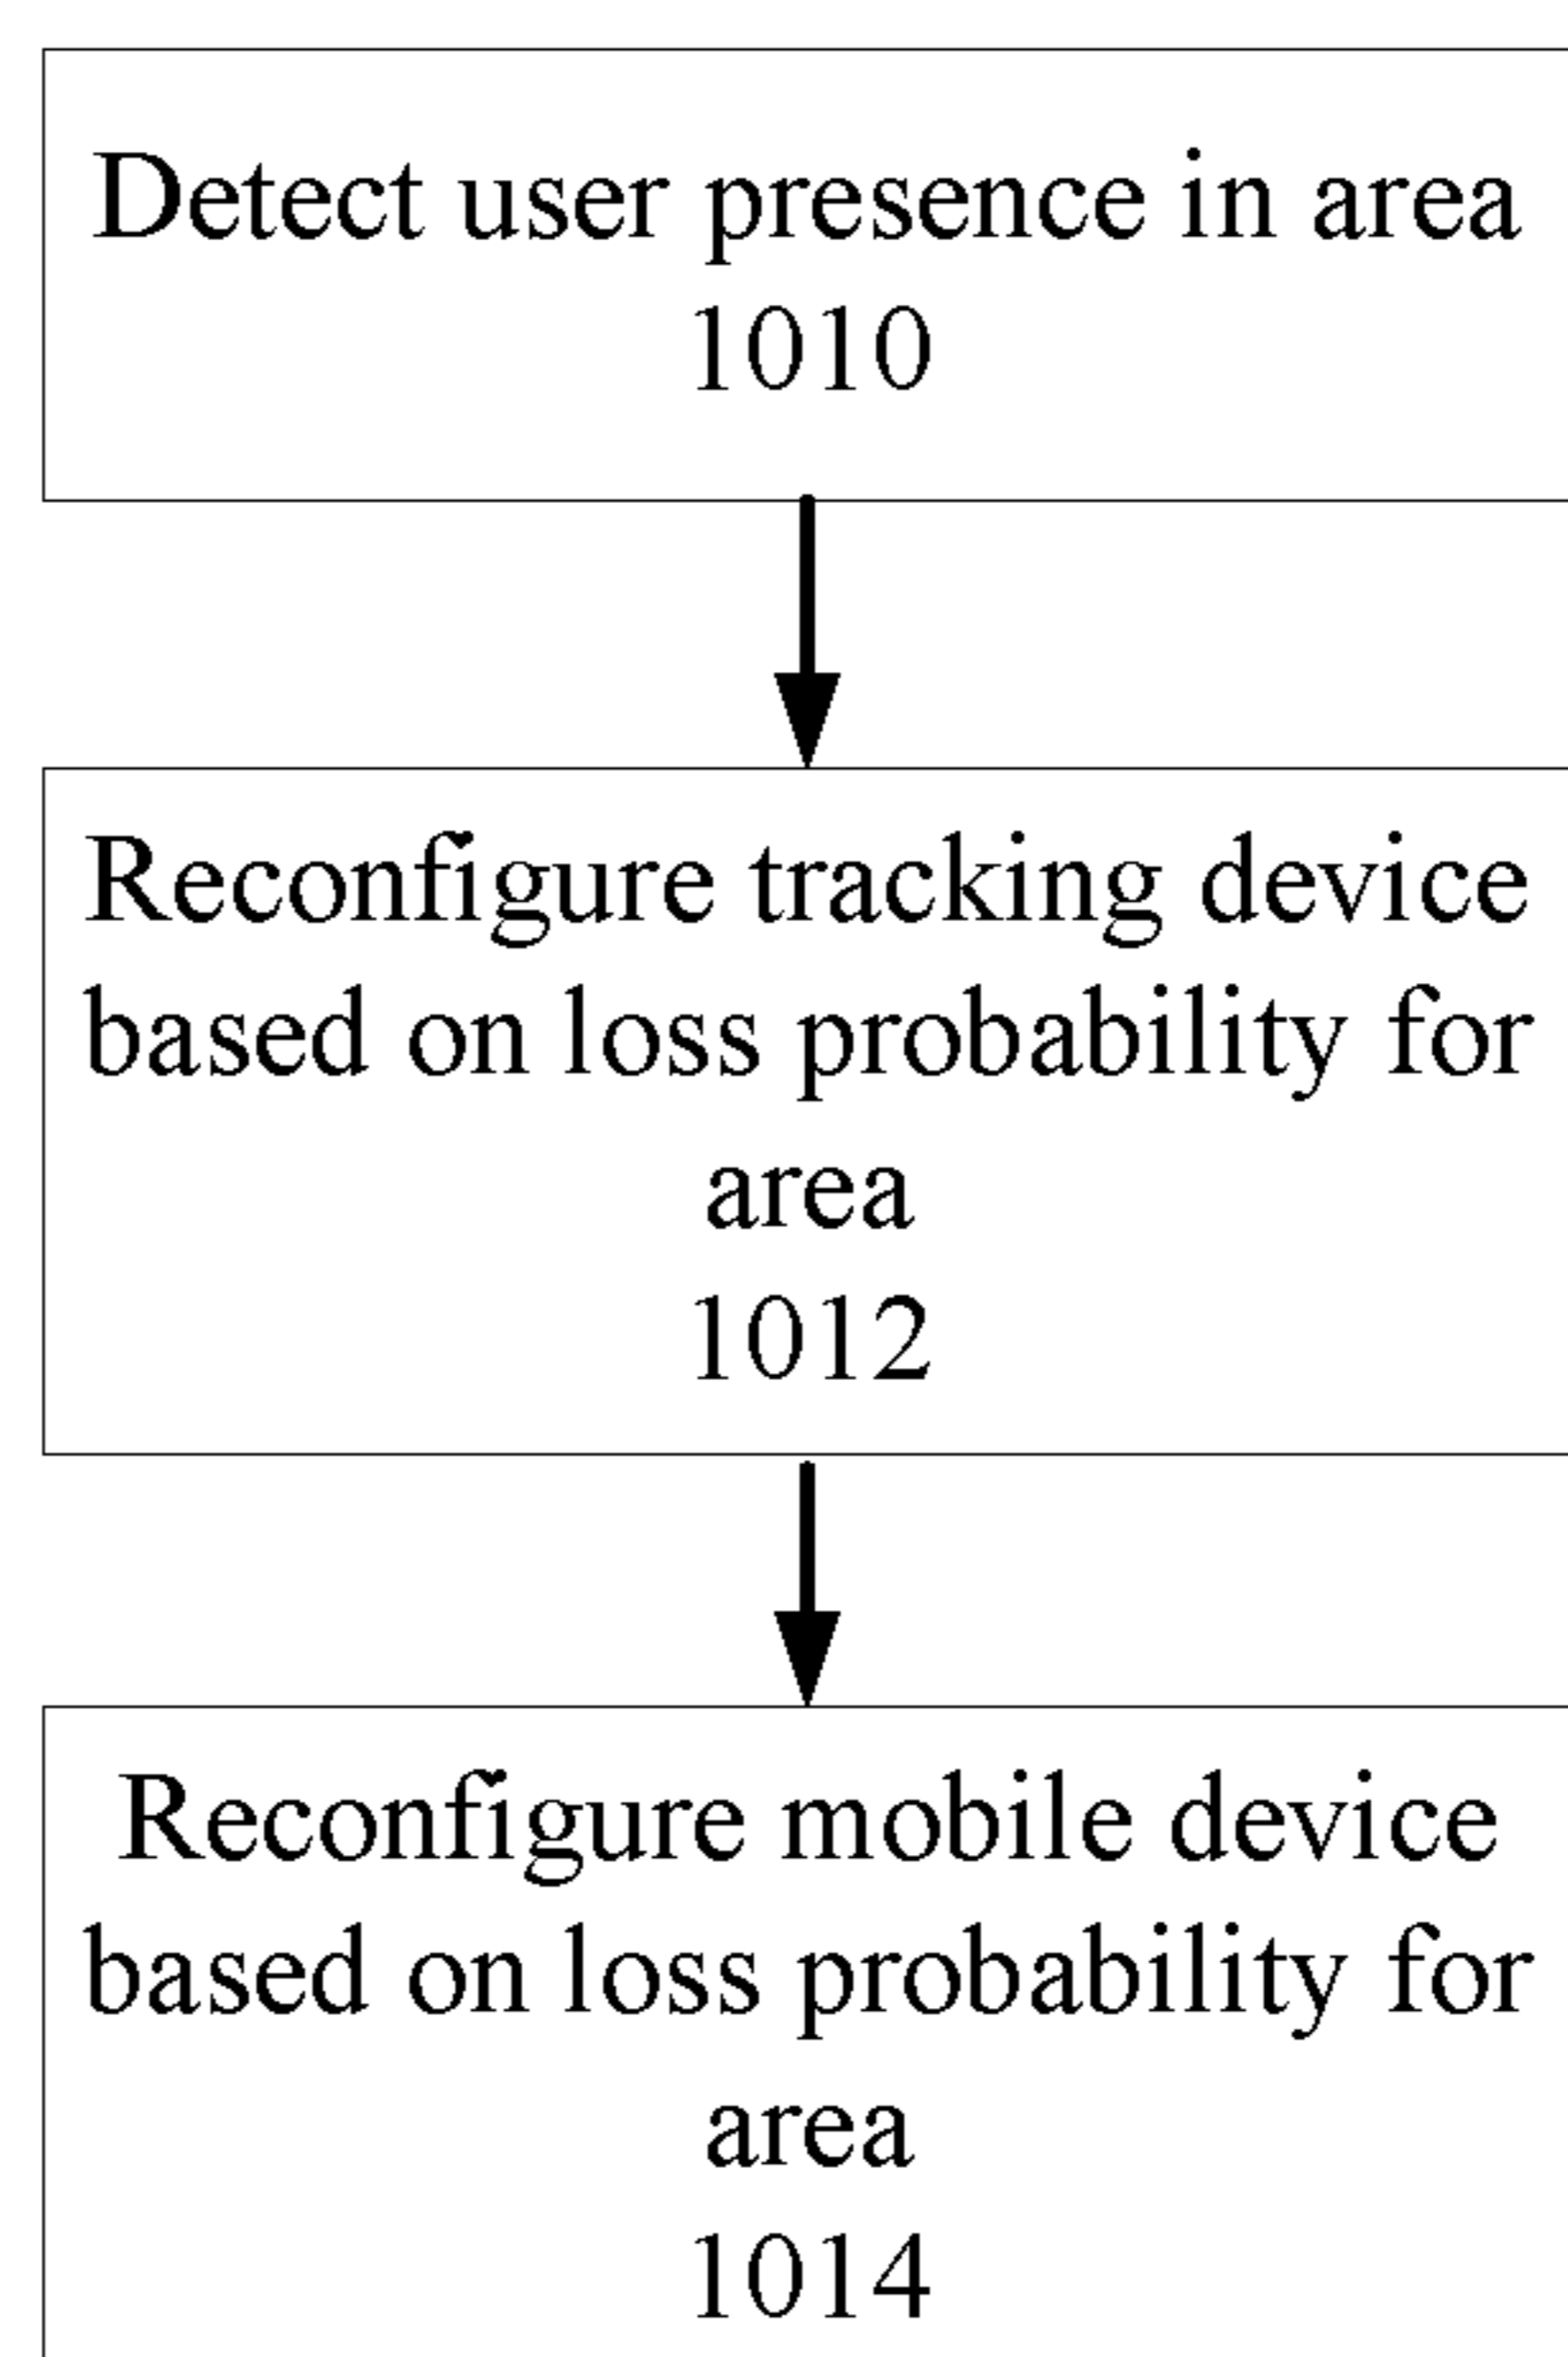 Detect user presence in area
1010
Reconfigure tracking device
based on loss probability for
area
1012
Reconfigure mobile device
based on loss probability for
area
1014